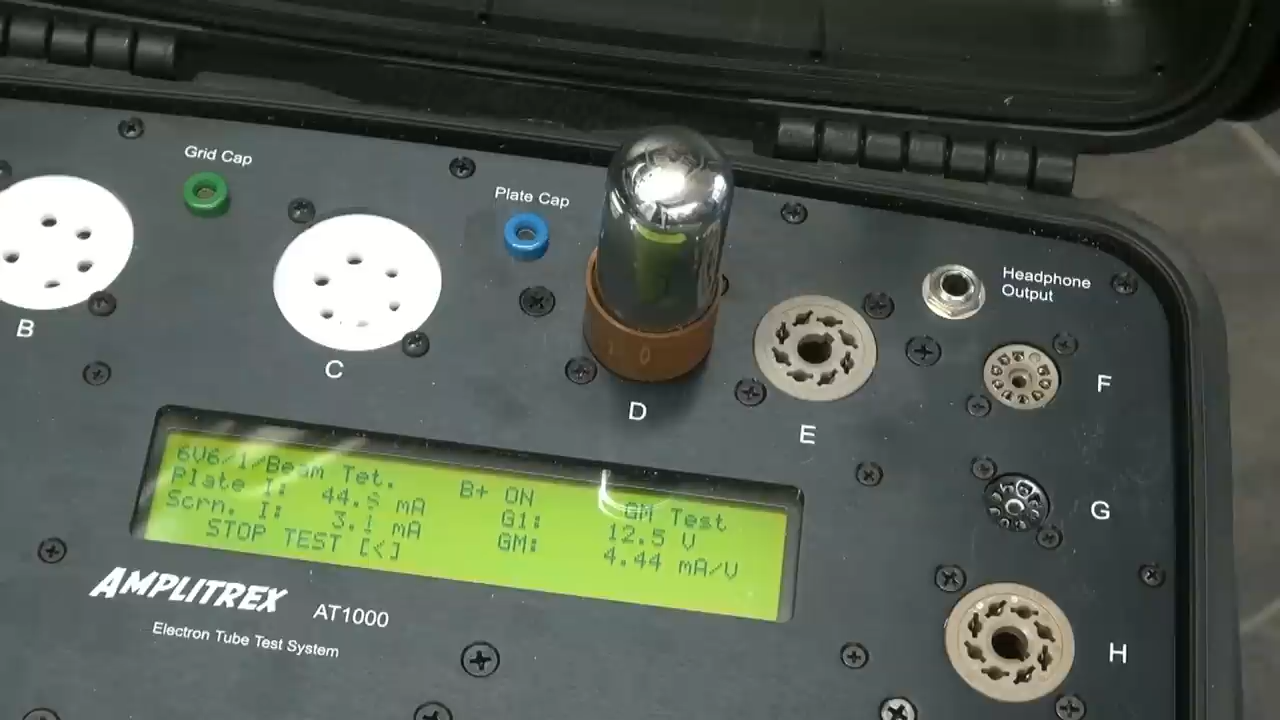 Grid Cap
Plate Cap
Headphone
Output
B
C
D
E
F
G
H
6V6/1/Beam Tet. B+ ON GM Test
Plate I: 44.5 mA G1: 12.5 V
Scrn. I: 3.1 mA GM: 4.44 mA/V
STOP TEST [<]
AMPLITREX AT1000
Electron Tube Test System